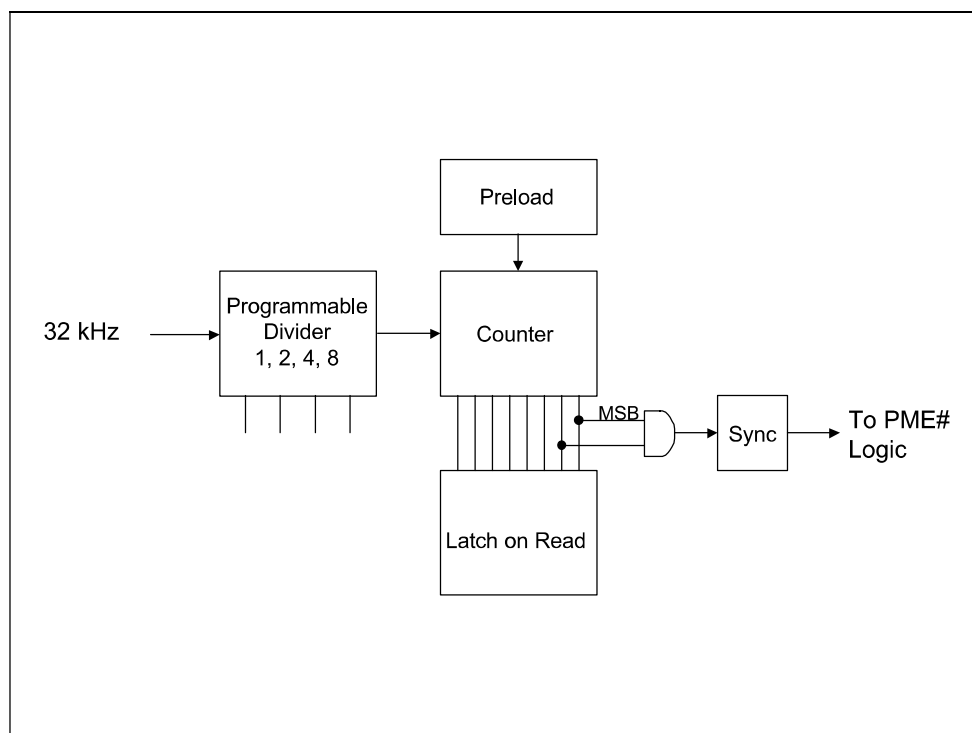 Preload
Programmable
Divider
1, 2, 4, 8
32 kHz
Counter
MSB
Sync
To PME#
Logic
Latch on Read